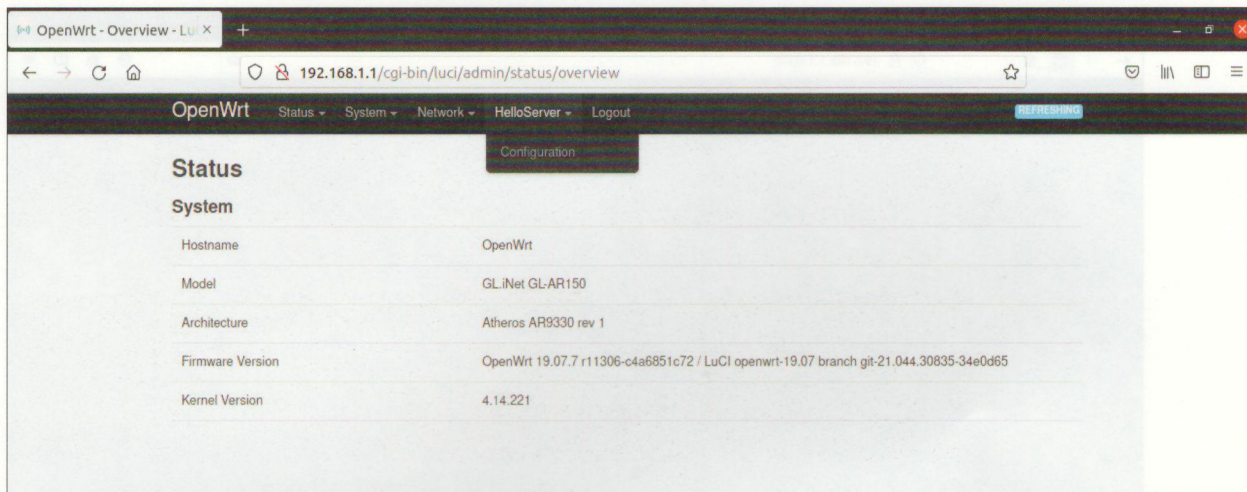 OpenWrt - Overview - Lu
192.168.1.1/cgi-bin/luci/admin/status/overview
OpenWrt Status System Network HelloServer Logout REFRESHING
Configuration
Status
System
Hostname OpenWrt
Model GL.iNet GL-AR150
Architecture Atheros AR9330 rev 1
Firmware Version OpenWrt 19.07.7 r11306-c4a6851c72 / LuCI openwrt-19.07 branch git-21.044.30835-34e0d65
Kernel Version 4.14.221